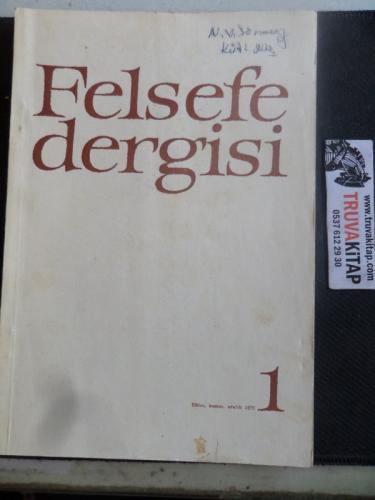 Felsefe
dergisi
1
www.truvakitap.com
TRUVAKiTAP
0537 612 29 30